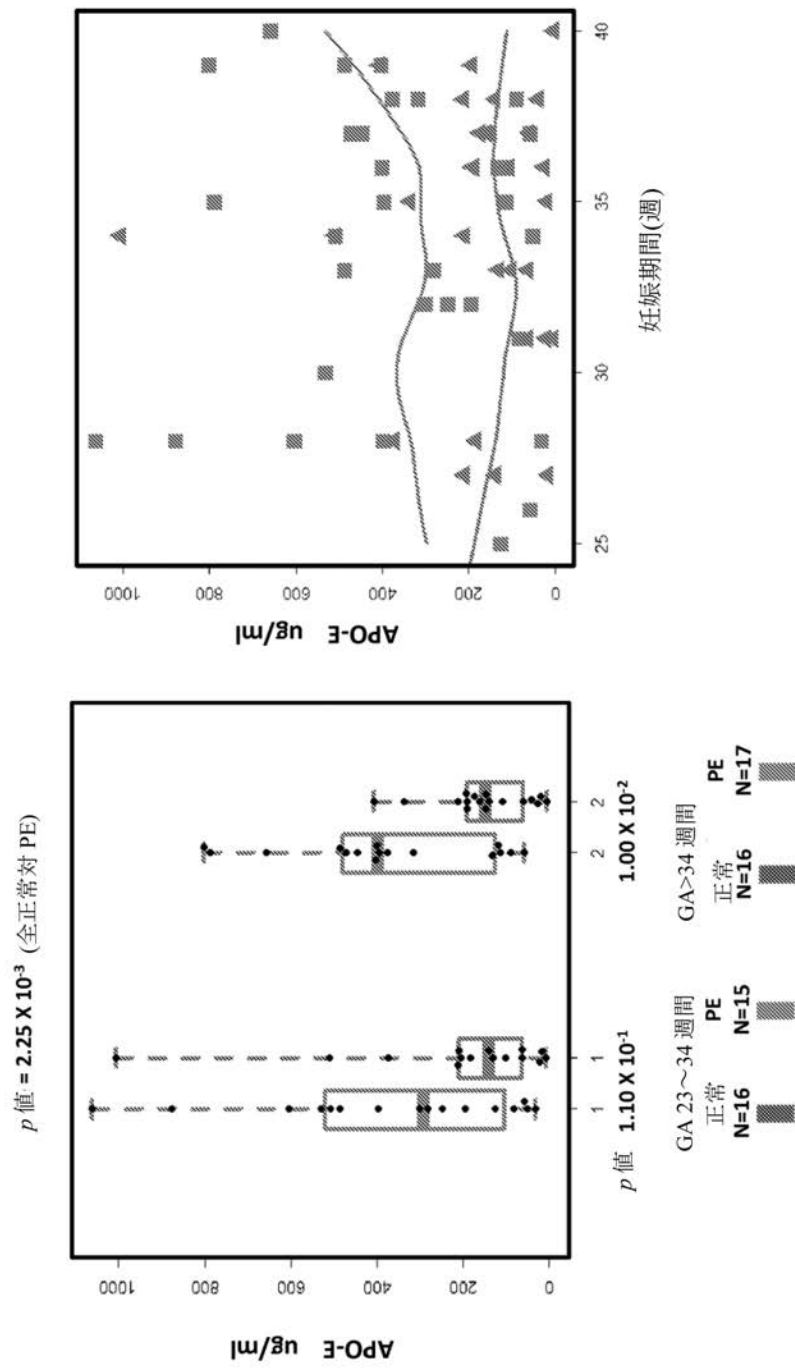 p 値 = 2.25 X 10-3 (全正常対 PE)
APO-E ug/ml
1000
800
600
400
200
0
1
1
2
2
p 値 1.10 X 10-1
1.00 X 10-2
GA 23～34 週間
正常
N=16
PE
N=15
GA>34 週間
正常
N=16
PE
N=17
APO-E ug/ml
1000
800
600
400
200
0
25
30
35
40
妊娠期間(週)